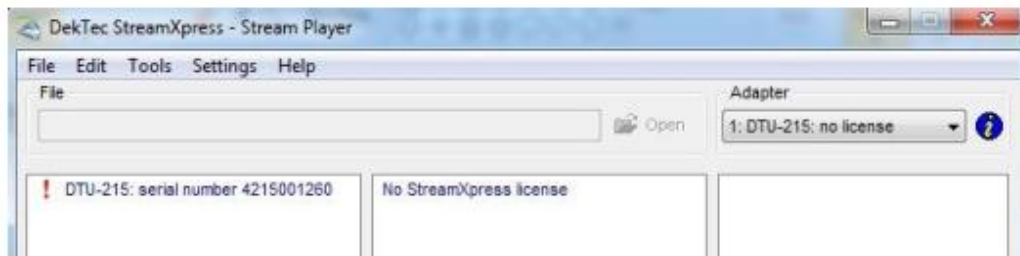 DekTec StreamXpress - Stream Player
File Edit Tools Settings Help
File
Open
Adapter
1: DTU-215: no license
DTU-215: serial number 4215001260
No StreamXpress license